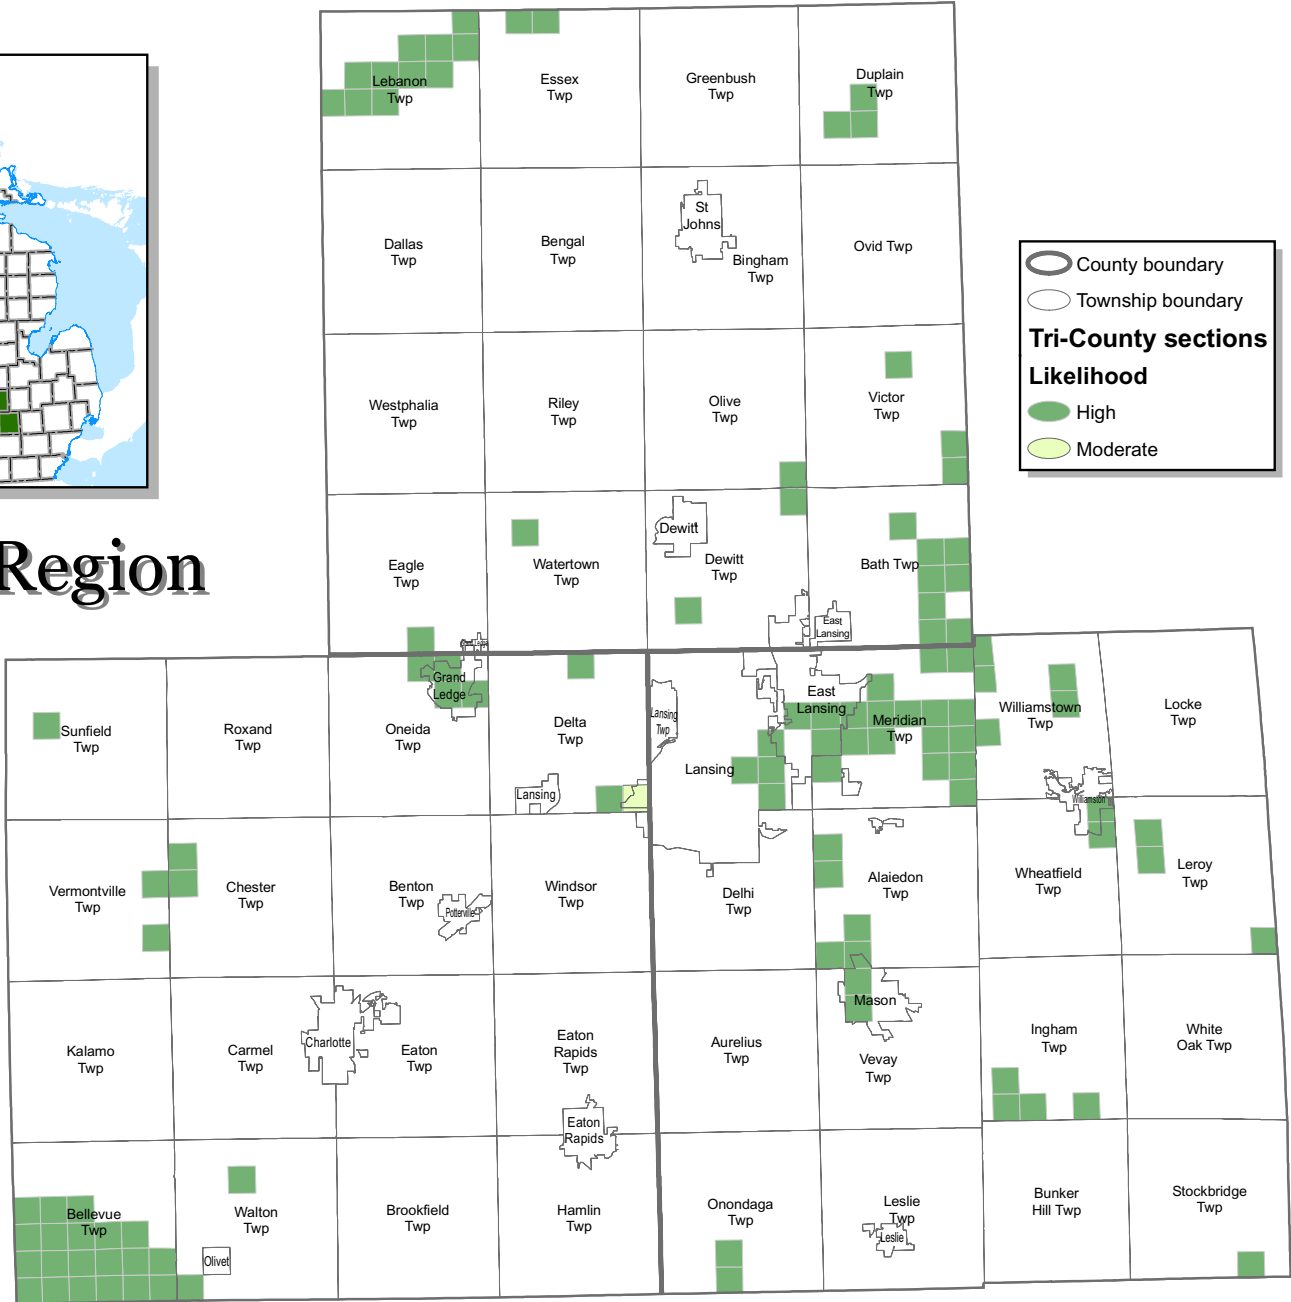 Lebanon
Twp
Essex
Twp
Greenbush
Twp
Duplain
Twp
Dallas
Twp
Bengal
Twp
St
Johns
Bingham
Twp
Ovid Twp
County boundary
Township boundary
Tri-County sections
Likelihood
High
Moderate
Westphalia
Twp
Riley
Twp
Olive
Twp
Victor
Twp
Region
Eagle
Twp
Watertown
Twp
Dewitt
Dewitt
Twp
Bath Twp
East
Lansing
Grand Ledge
Sunfield
Twp
Roxand
Twp
Oneida
Twp
Grand
Ledge
Delta
Twp
Lansing
Lansing
Twp
Lansing
East
Lansing
Meridian
Twp
Williamstown
Twp
Locke
Twp
Williamston
Vermontville
Twp
Chester
Twp
Benton
Twp
Potterville
Windsor
Twp
Delhi
Twp
Alaiedon
Twp
Wheatfield
Twp
Leroy
Twp
Kalamo
Twp
Carmel
Twp
Charlotte
Eaton
Twp
Eaton
Rapids
Twp
Aurelius
Twp
Mason
Vevay
Twp
Ingham
Twp
White
Oak Twp
Eaton
Rapids
Bellevue
Twp
Walton
Twp
Olivet
Brookfield
Twp
Hamlin
Twp
Onondaga
Twp
Leslie
Twp
Leslie
Bunker
Hill Twp
Stockbridge
Twp